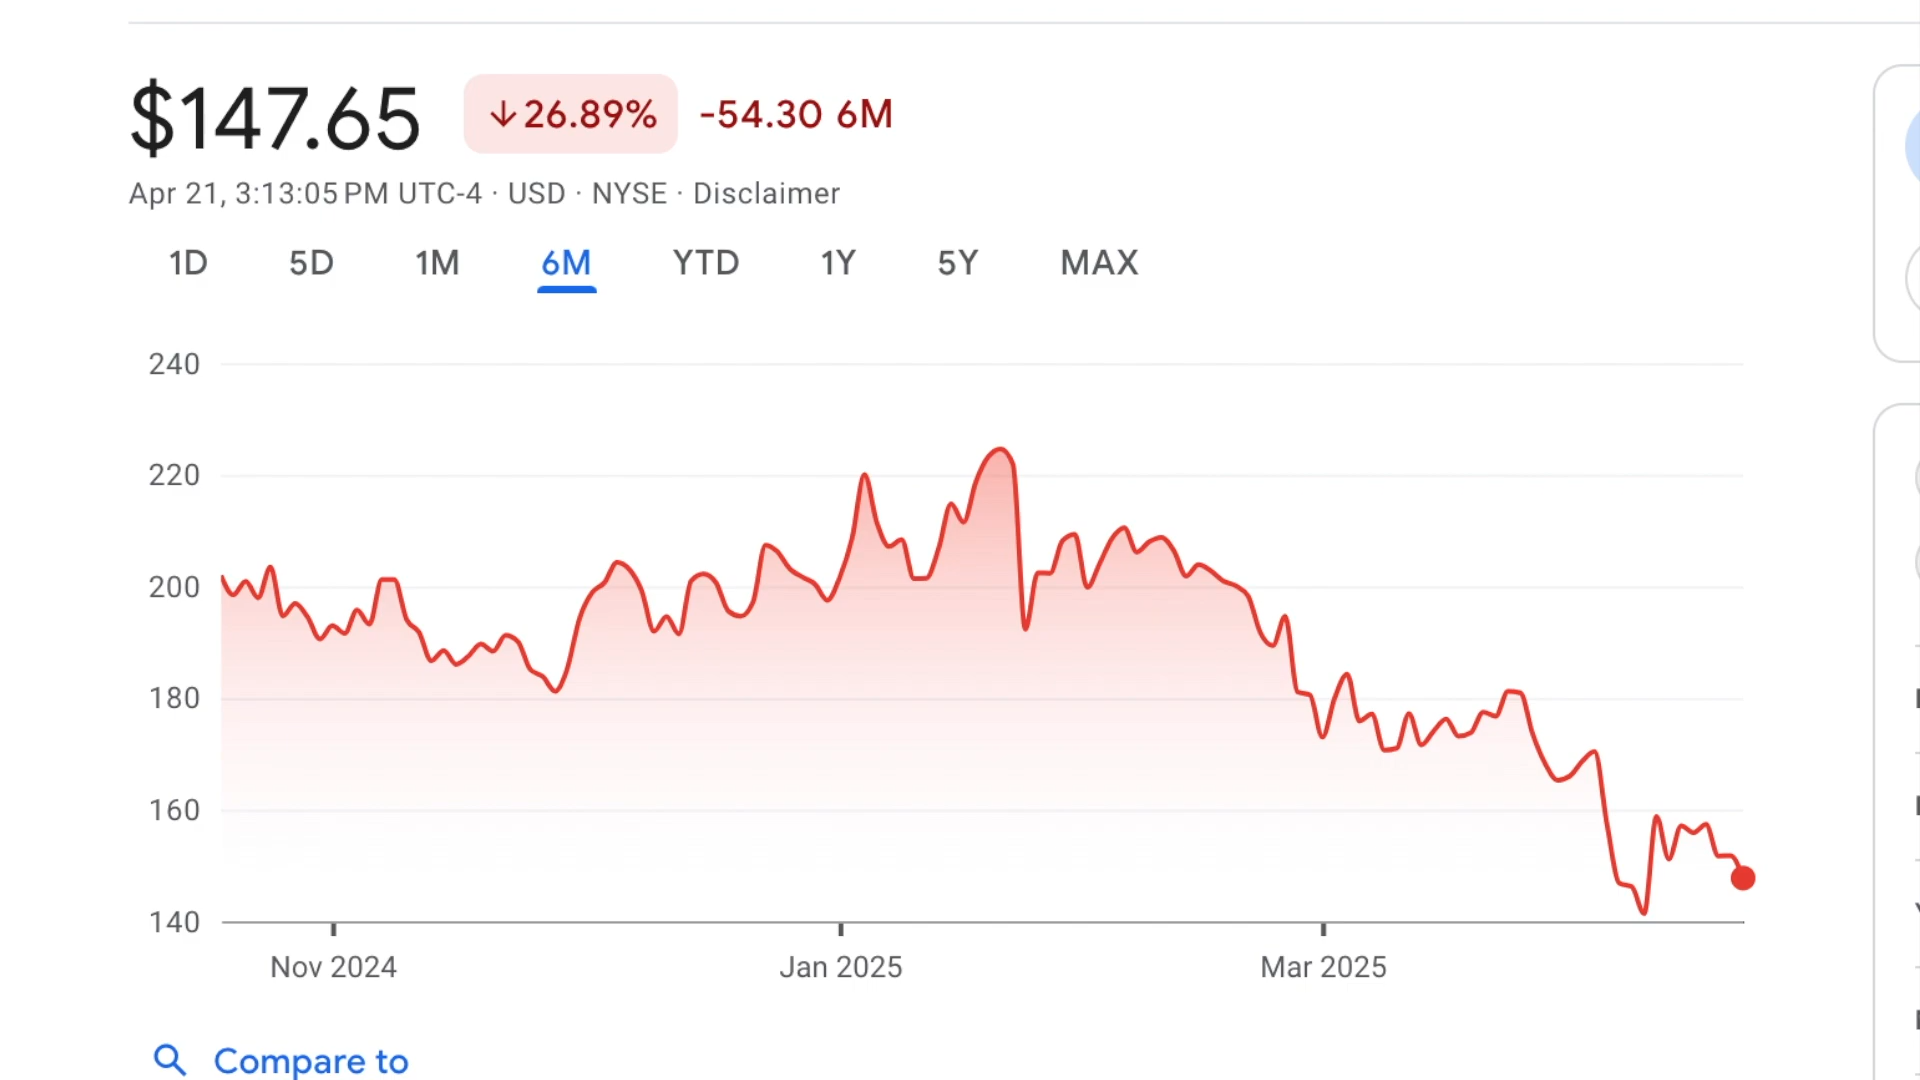 $147.65 ↓26.89% -54.30 6M
Apr 21, 3:13:05 PM UTC-4 · USD · NYSE · Disclaimer
1D 5D 1M 6M YTD 1Y 5Y MAX
240
220
200
180
160
140
Nov 2024 Jan 2025 Mar 2025
Compare to